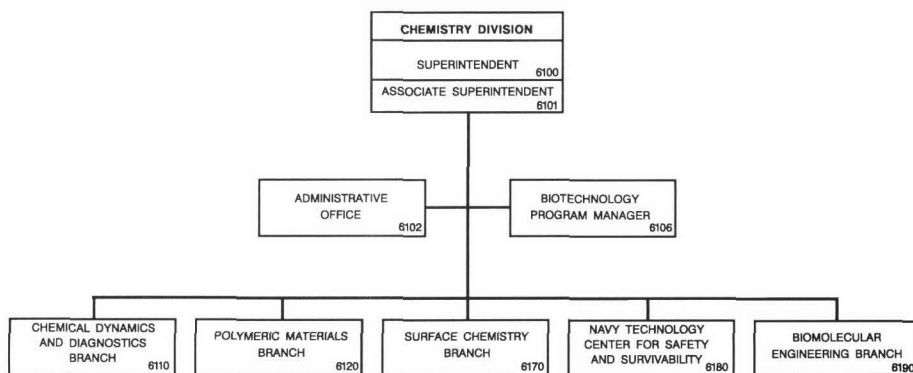 CHEMISTRY DIVISION
SUPERINTENDENT
6100
ASSOCIATE SUPERINTENDENT
6101
ADMINISTRATIVE
OFFICE
6102
BIOTECHNOLOGY
PROGRAM MANAGER
6106
CHEMICAL DYNAMICS
AND DIAGNOSTICS
BRANCH
6110
POLYMERIC MATERIALS
BRANCH
6120
SURFACE CHEMISTRY
BRANCH
6170
NAVY TECHNOLOGY
CENTER FOR SAFETY
AND SURVIVABILITY
6180
BIOMOLECULAR
ENGINEERING BRANCH
6190